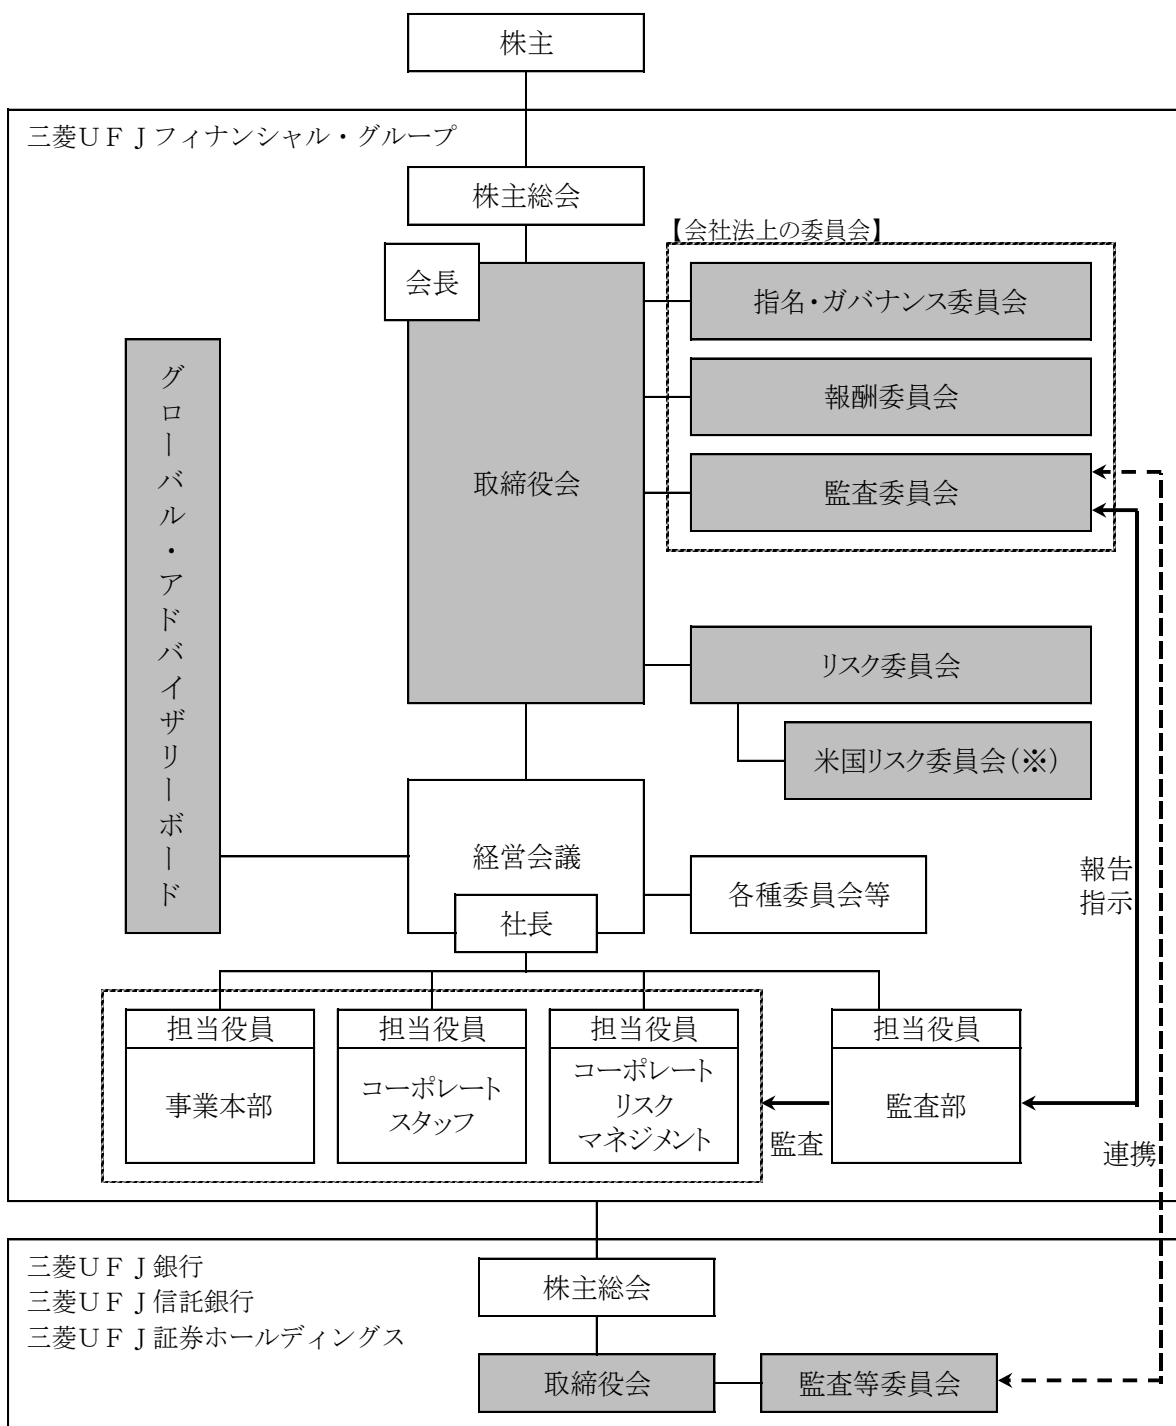 株主
三菱ＵＦＪフィナンシャル・グループ
株主総会
【会社法上の委員会】
会長
指名・ガバナンス委員会
報酬委員会
取締役会
監査委員会
グローバル・アドバイザリーボード
リスク委員会
米国リスク委員会（※）
経営会議
各種委員会等
社長
報告
指示
担当役員
事業本部
担当役員
コーポレート
スタッフ
担当役員
コーポレート
リスク
マネジメント
担当役員
監査部
監査
連携
三菱ＵＦＪ銀行
三菱ＵＦＪ信託銀行
三菱ＵＦＪ証券ホールディングス
株主総会
取締役会
監査等委員会